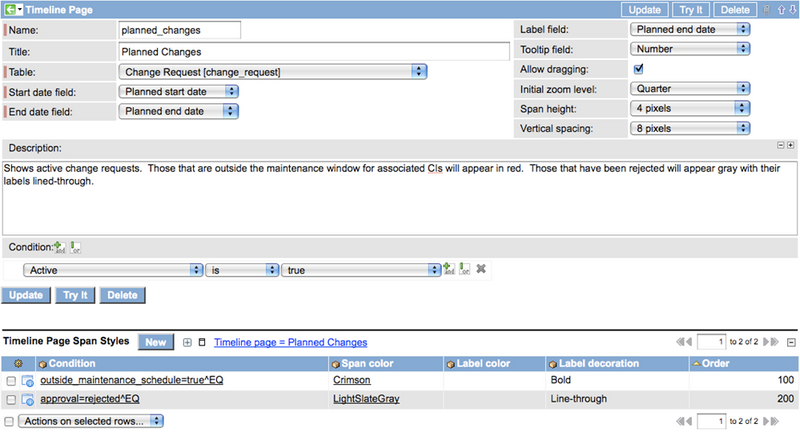 Timeline Page Update Try It Delete
Name: planned_changes Label field: Planned end date
Title: Planned Changes Tooltip field: Number
Table: Change Request [change_request] Allow dragging:
Start date field: Planned start date Initial zoom level: Quarter
End date field: Planned end date Span height: 4 pixels
Vertical spacing: 8 pixels
Description:
Shows active change requests. Those that are outside the maintenance window for associated CIs will appear in red. Those that have been rejected will appear gray with their
labels lined-through.
Condition: and or
Active is true and or
Update Try It Delete
Timeline Page Span Styles New Timeline page = Planned Changes 1 to 2 of 2
Condition Span color Label color Label decoration Order
outside_maintenance_schedule=true^EQ Crimson Bold 100
approval=rejected^EQ LightSlateGray Line-through 200
Actions on selected rows... 1 to 2 of 2